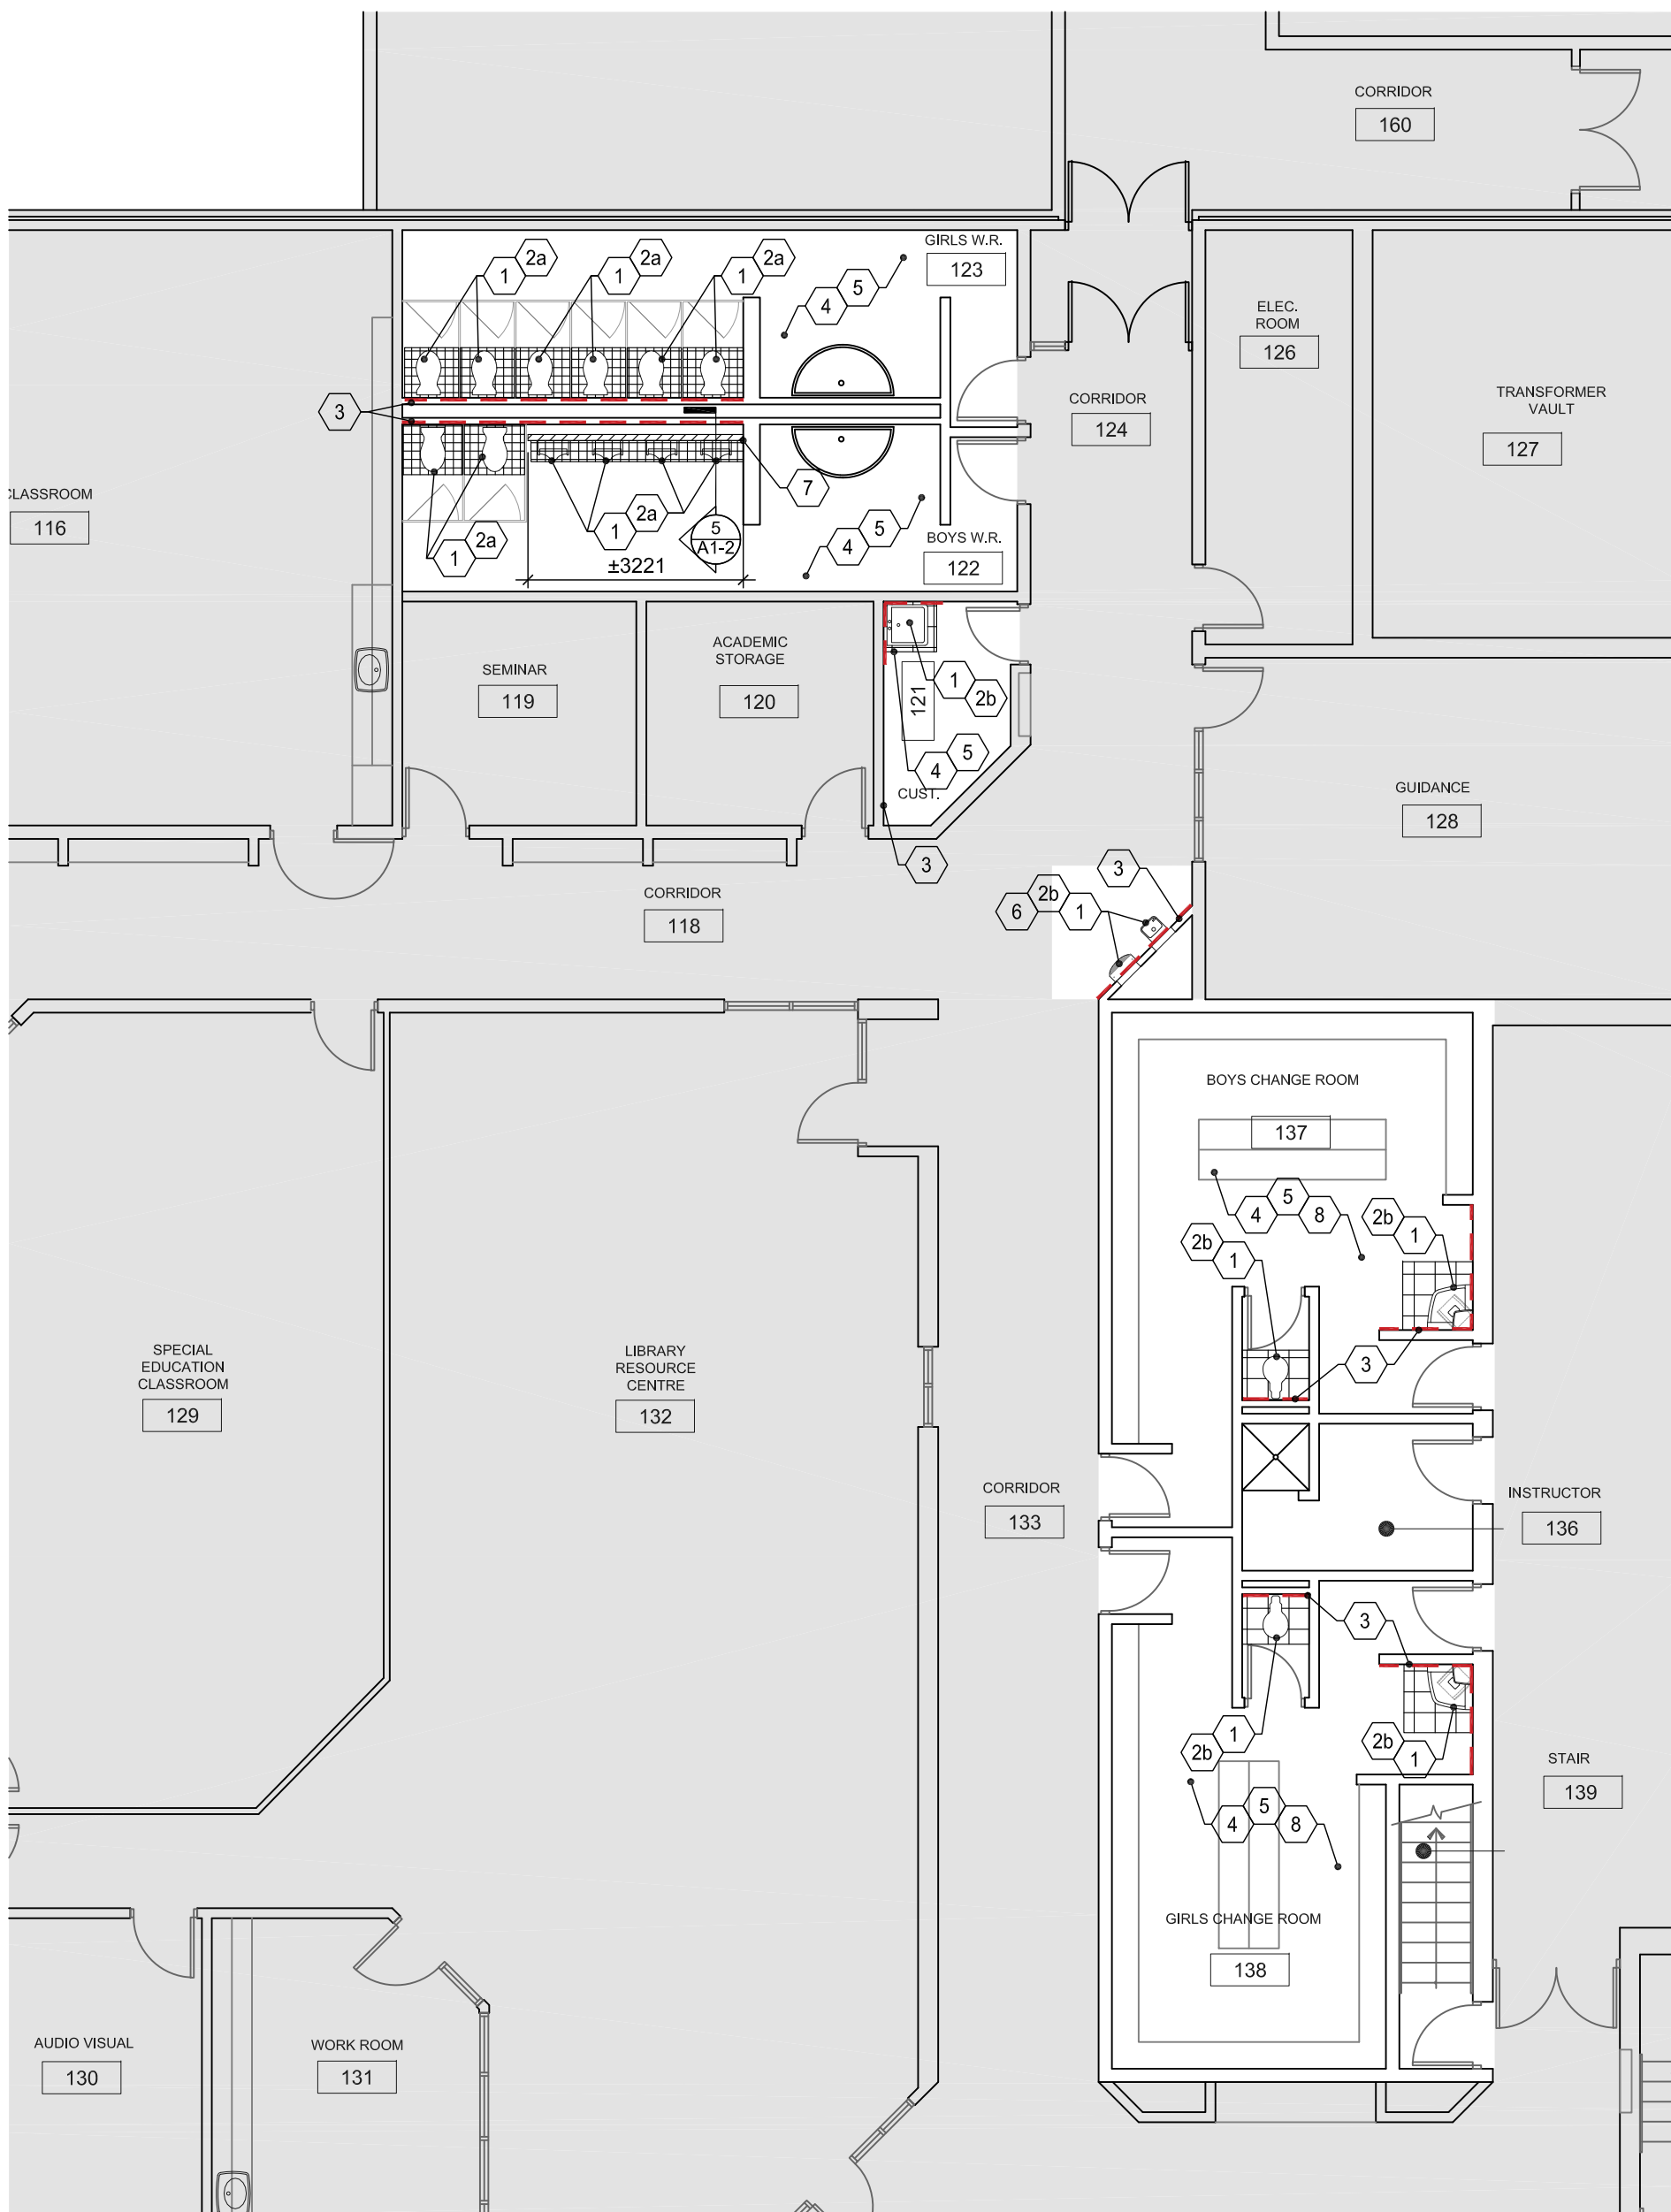 CORRIDOR
160
GIRLS W.R.
123
2a
1
2a
1
2a
1
5
4
ELEC.
ROOM
126
TRANSFORMER
VAULT
127
3
CORRIDOR
124
CLASSROOM
116
7
2a
1
2a
1
5
A1-2
±3221
5
4
BOYS W.R.
122
SEMINAR
119
ACADEMIC
STORAGE
120
121
1
2b
5
4
CUST.
3
GUIDANCE
128
CORRIDOR
118
3
2b
6
1
BOYS CHANGE ROOM
137
5
4
8
2b
1
2b
1
3
SPECIAL
EDUCATION
CLASSROOM
129
LIBRARY
RESOURCE
CENTRE
132
CORRIDOR
133
INSTRUCTOR
136
3
1
2b
2b
1
STAIR
139
5
4
8
GIRLS CHANGE ROOM
138
AUDIO VISUAL
130
WORK ROOM
131